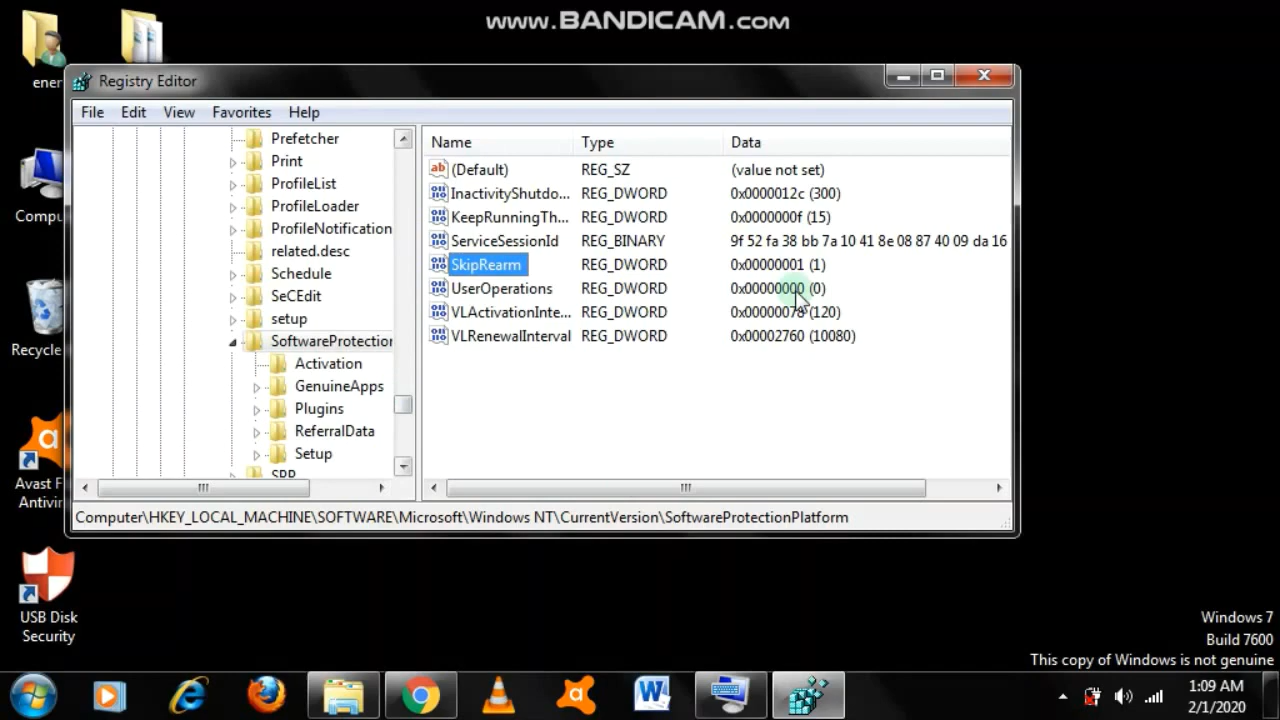 www.BANDICAM.com
ener
Registry Editor
File Edit View Favorites Help
Prefetcher
Print
ProfileList
ProfileLoader
ProfileNotification
related.desc
Schedule
SeCEdit
setup
SoftwareProtection
Activation
GenuineApps
Plugins
ReferralData
Setup
SPP
Name Type Data
(Default) REG_SZ (value not set)
InactivityShutdo... REG_DWORD 0x0000012c (300)
KeepRunningTh... REG_DWORD 0x0000000f (15)
ServiceSessionId REG_BINARY 9f 52 fa 38 bb 7a 10 41 8e 08 87 40 09 da 16
SkipRearm REG_DWORD 0x00000001 (1)
UserOperations REG_DWORD 0x00000000 (0)
VLActivationInte... REG_DWORD 0x00000078 (120)
VLRenewalInterval REG_DWORD 0x00002760 (10080)
Computer\HKEY_LOCAL_MACHINE\SOFTWARE\Microsoft\Windows NT\CurrentVersion\SoftwareProtectionPlatform
Compu
Recycle
Avast F
Antivir
USB Disk
Security
Windows 7
Build 7600
This copy of Windows is not genuine
1:09 AM
2/1/2020